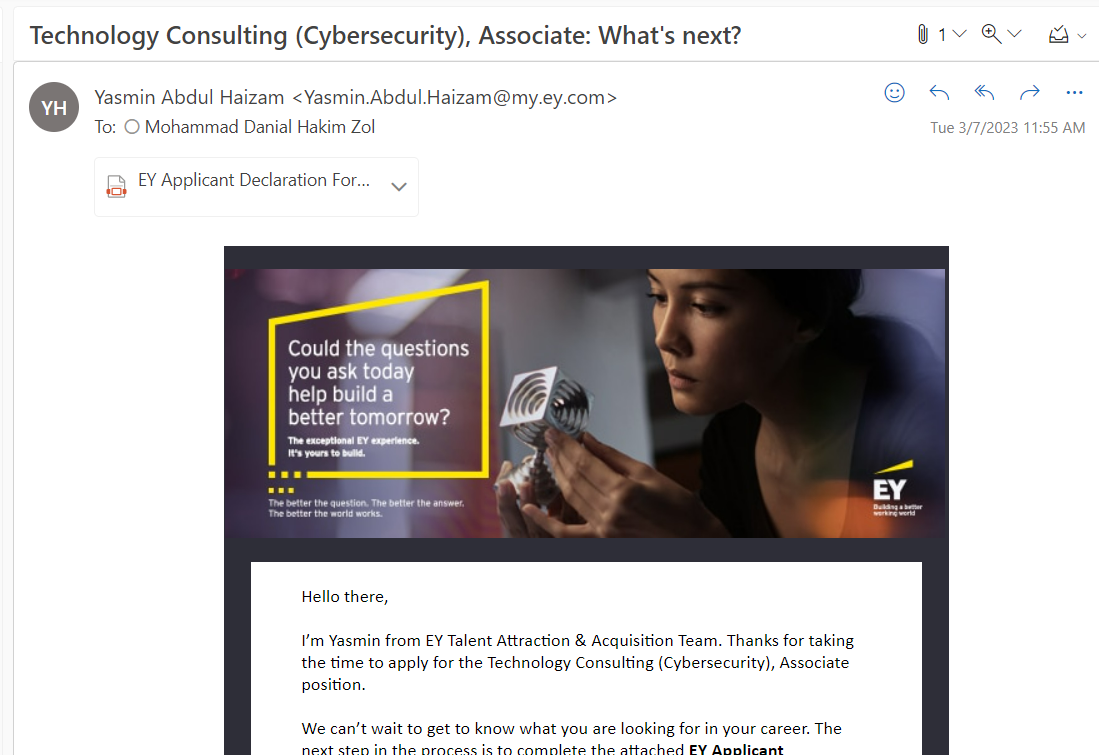 Technology Consulting (Cybersecurity), Associate: What's next?
1
YH
Yasmin Abdul Haizam <Yasmin.Abdul.Haizam@my.ey.com>
To: Mohammad Danial Hakim Zol
Tue 3/7/2023 11:55 AM
EY Applicant Declaration For...
Could the questions
you ask today
help build a
better tomorrow?
The exceptional EY experience.
It's yours to build.
The better the question. The better the answer.
The better the world works.
EY
Building a better
working world
Hello there,
I'm Yasmin from EY Talent Attraction & Acquisition Team. Thanks for taking
the time to apply for the Technology Consulting (Cybersecurity), Associate
position.
We can't wait to get to know what you are looking for in your career. The
next step in the process is to complete the attached EY Applicant